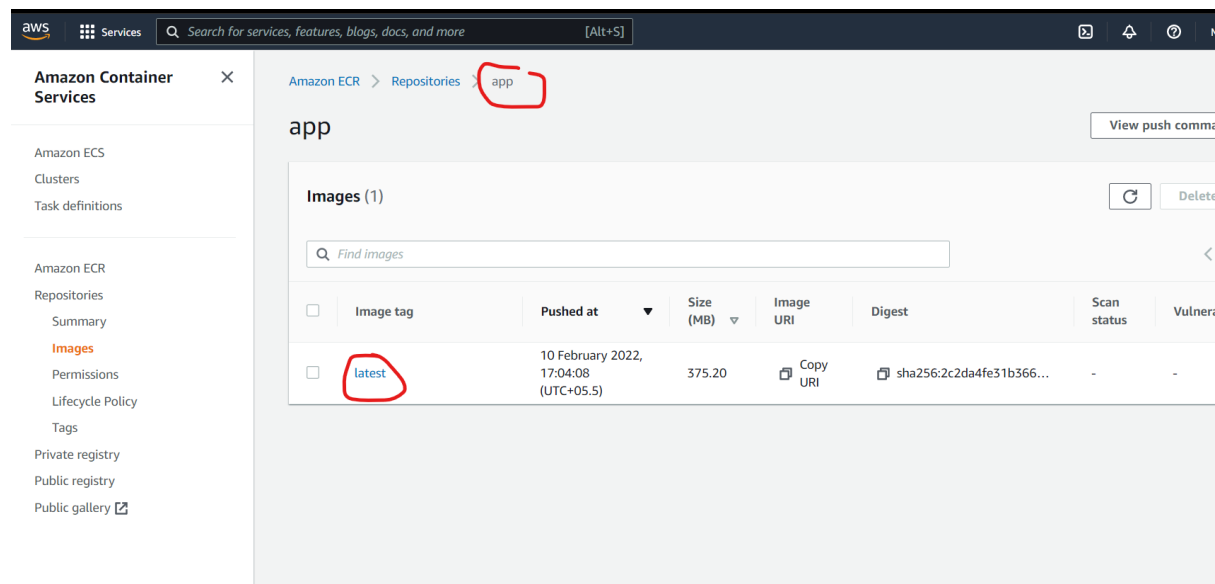 aws
Services
Search for services, features, blogs, docs, and more
[Alt+S]
Amazon Container
Services
Amazon ECS
Clusters
Task definitions
Amazon ECR
Repositories
Summary
Images
Permissions
Lifecycle Policy
Tags
Private registry
Public registry
Public gallery
Amazon ECR > Repositories > app
app
View push comma
Images (1)
Delete
Find images
Image tag
Pushed at
Size
(MB)
Image
URI
Digest
Scan
status
Vulnera
latest
10 February 2022,
17:04:08
(UTC+05.5)
375.20
Copy
URI
sha256:2c2da4fe31b366...
-
-